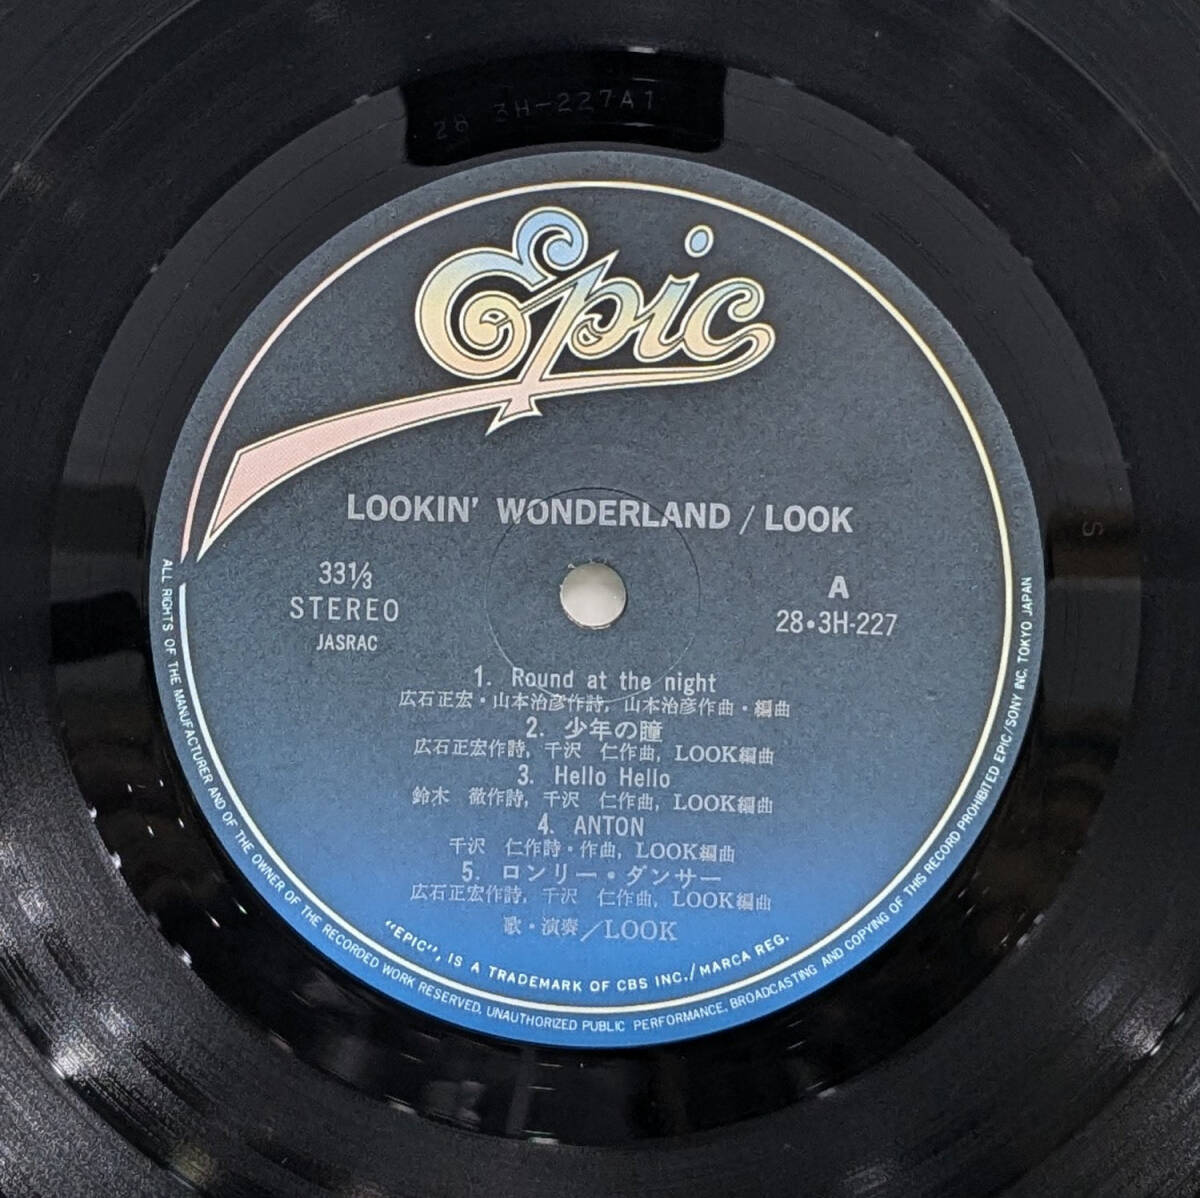 28 3H-227A1
Epic
LOOKIN' WONDERLAND / LOOK
33⅓
STEREO
JASRAC
A
28•3H-227
1. Round at the night
広石正宏・山本治彦作詩, 山本治彦作曲・編曲
2. 少年の瞳
広石正宏作詩, 千沢 仁作曲, LOOK編曲
3. Hello Hello
鈴木 徹作詩, 千沢 仁作曲, LOOK編曲
4. ANTON
千沢 仁作詩・作曲, LOOK編曲
5. ロンリー・ダンサー
広石正宏作詩, 千沢 仁作曲, LOOK編曲
歌・演奏/LOOK
"EPIC", IS A TRADEMARK OF CBS INC./MARCA REG.
ALL RIGHTS OF THE MANUFACTURER AND OF THE OWNER OF THE RECORDED WORK RESERVED, UNAUTHORIZED PUBLIC PERFORMANCE, BROADCASTING AND COPYING OF THIS RECORD PROHIBITED EPIC/SONY INC. TOKYO JAPAN
S